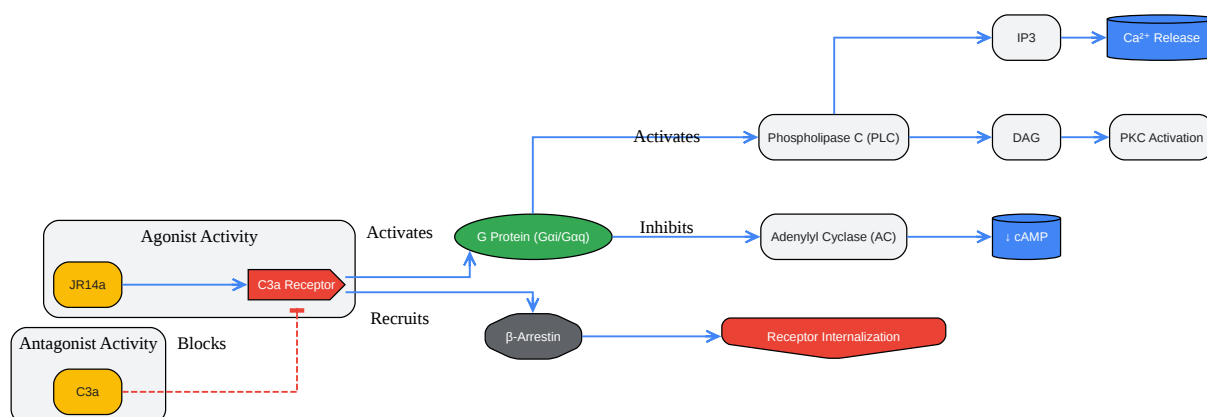 IP3
Ca²⁺ Release
Activates
Phospholipase C (PLC)
DAG
PKC Activation
Agonist Activity
Activates
G Protein (Gαi/Gαq)
Inhibits
Adenylyl Cyclase (AC)
↓ cAMP
JR14a
C3a Receptor
Recruits
β-Arrestin
Receptor Internalization
Antagonist Activity
Blocks
C3a